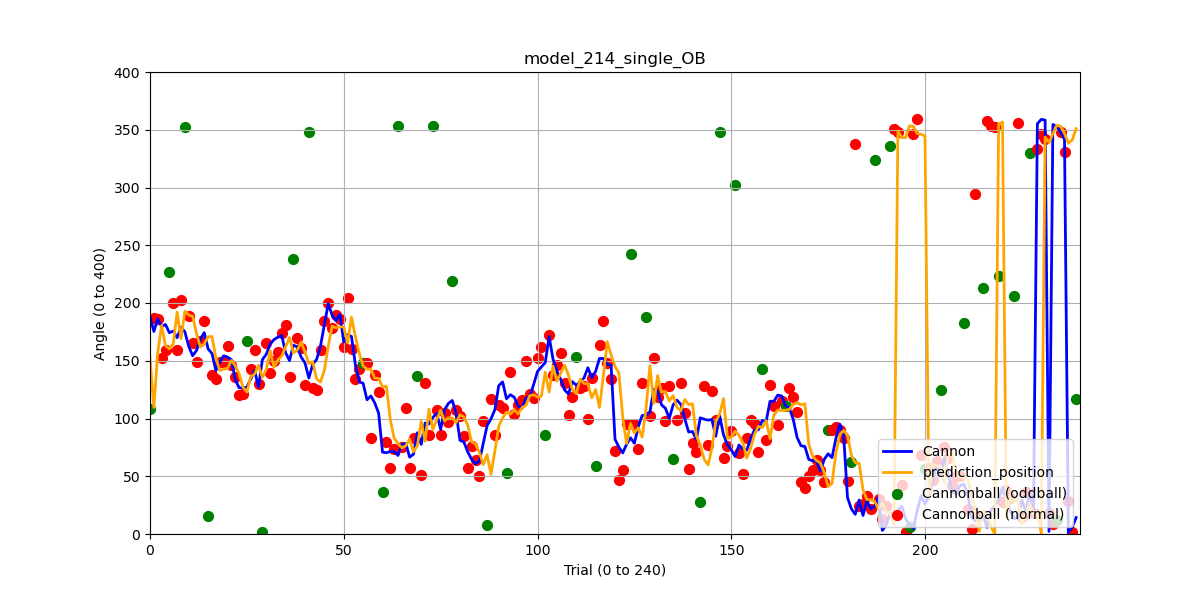 model_214_single_OB
400
350
300
250
200
150
100
50
0
Angle (0 to 400)
Cannon
prediction_position
Cannonball (oddball)
Cannonball (normal)
0 50 100 150 200
Trial (0 to 240)